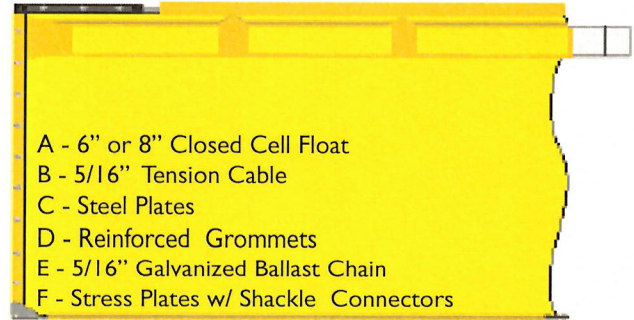 A - 6” or 8” Closed Cell Float
B - 5/16” Tension Cable
C - Steel Plates
D - Reinforced Grommets
E - 5/16” Galvanized Ballast Chain
F - Stress Plates w/ Shackle Connectors